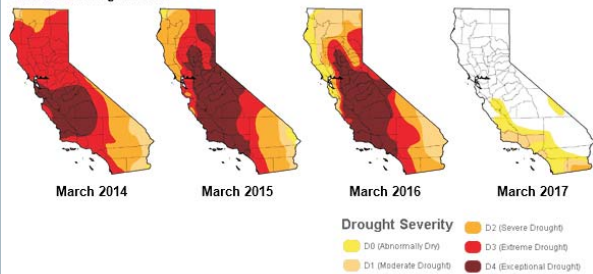 March 2014 March 2015 March 2016 March 2017
Drought Severity
D0 (Abnormally Dry)
D1 (Moderate Drought)
D2 (Severe Drought)
D3 (Extreme Drought)
D4 (Exceptional Drought)